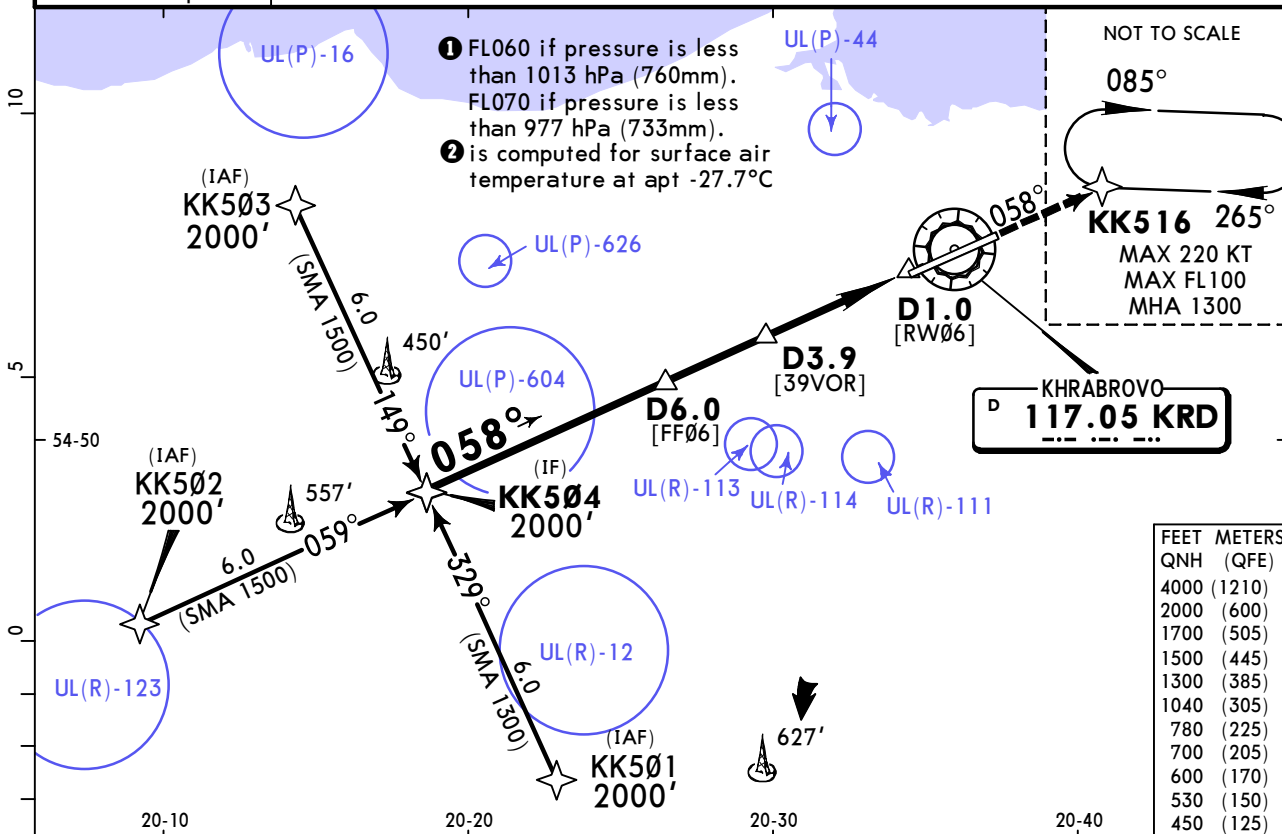 UL(P)-16
❶ FL060 if pressure is less
than 1013 hPa (760mm).
FL070 if pressure is less
than 977 hPa (733mm).
❷ is computed for surface air
temperature at apt -27.7°C
UL(P)-44
NOT TO SCALE
085°
265°
KK516
MAX 220 KT
MAX FL100
MHA 1300
058°
10
(IAF)
KK5Ø3
2000'
6.0
(SMA 1500)
149°
450'
UL(P)-626
UL(P)-604
D1.0
[RWØ6]
D3.9
[39VOR]
D6.0
[FFØ6]
KHRABROVO
D 117.05 KRD
5
54-50
058°
(IF)
KK5Ø4
2000'
UL(R)-113
UL(R)-114
UL(R)-111
(IAF)
KK5Ø2
2000'
557'
6.0
059°
(SMA 1500)
329°
6.0
(SMA 1300)
0
UL(R)-123
UL(R)-12
(IAF)
KK5Ø1
2000'
627'
FEET METERS
QNH (QFE)
4000 (1210)
2000 (600)
1700 (505)
1500 (445)
1300 (385)
1040 (305)
780 (225)
700 (205)
600 (170)
530 (150)
450 (125)
20-10
20-20
20-30
20-40